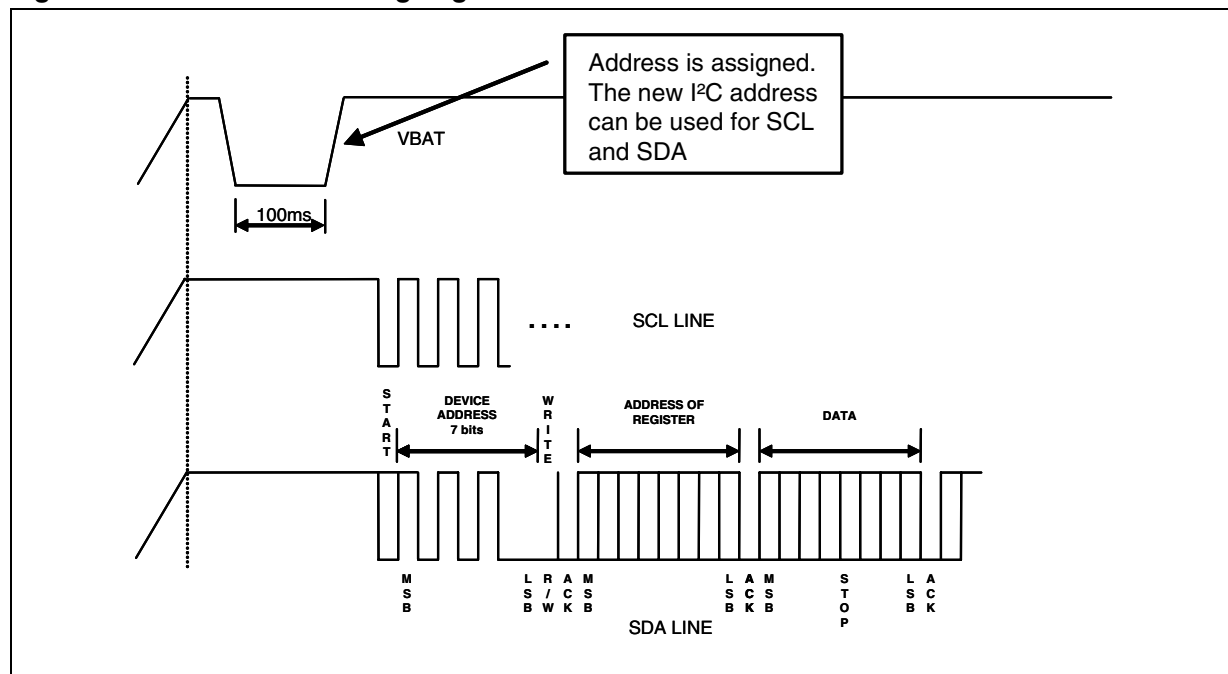 Address is assigned.
The new I²C address
can be used for SCL
and SDA
VBAT
100ms
SCL LINE
START
DEVICE
ADDRESS
7 bits
WRITE
ADDRESS OF
REGISTER
DATA
MSB
LSB
R/W
ACK
MSB
LSB
ACK
MSB
STOP
LSB
ACK
SDA LINE